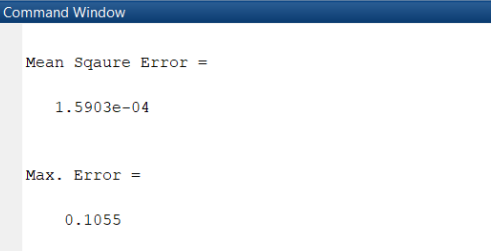 Command Window
Mean Sqaure Error =
1.5903e-04
Max. Error =
0.1055